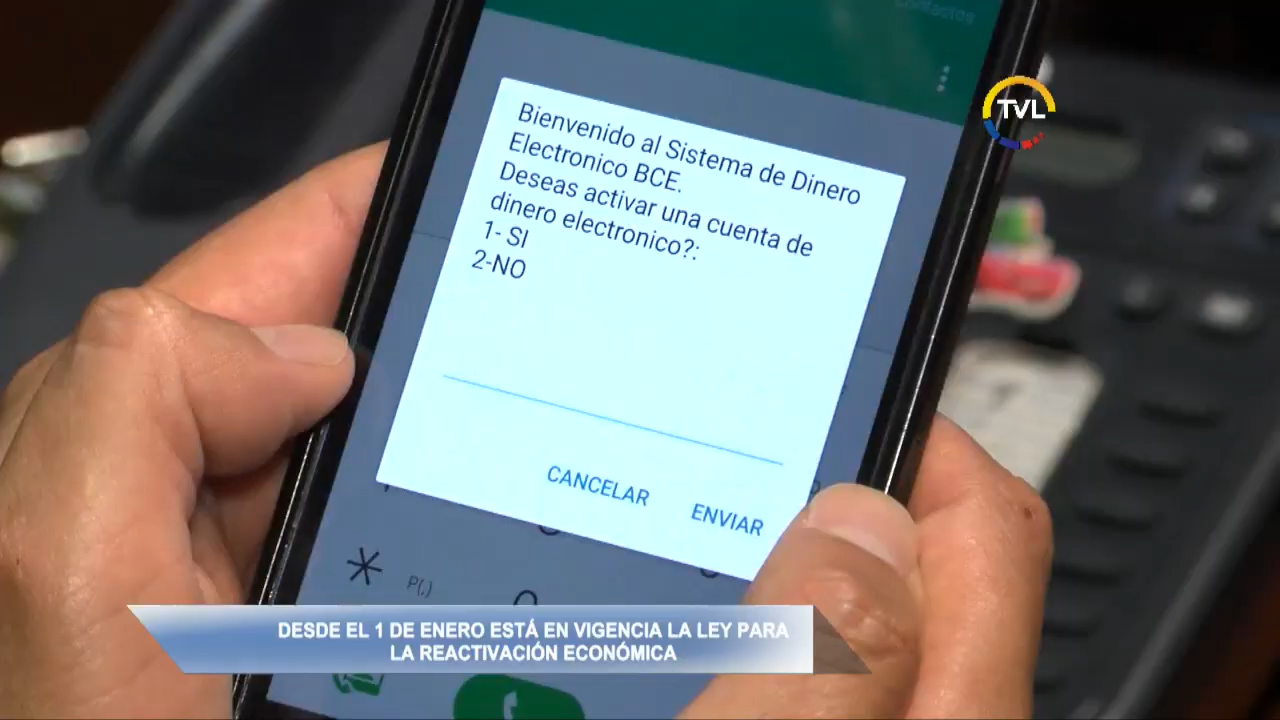 Contactos
TVL
Bienvenido al Sistema de Dinero
Electronico BCE.
Deseas activar una cuenta de
dinero electronico?:
1- SI
2-NO
CANCELAR ENVIAR
* P(,)
DESDE EL 1 DE ENERO ESTÁ EN VIGENCIA LA LEY PARA
LA REACTIVACIÓN ECONÓMICA